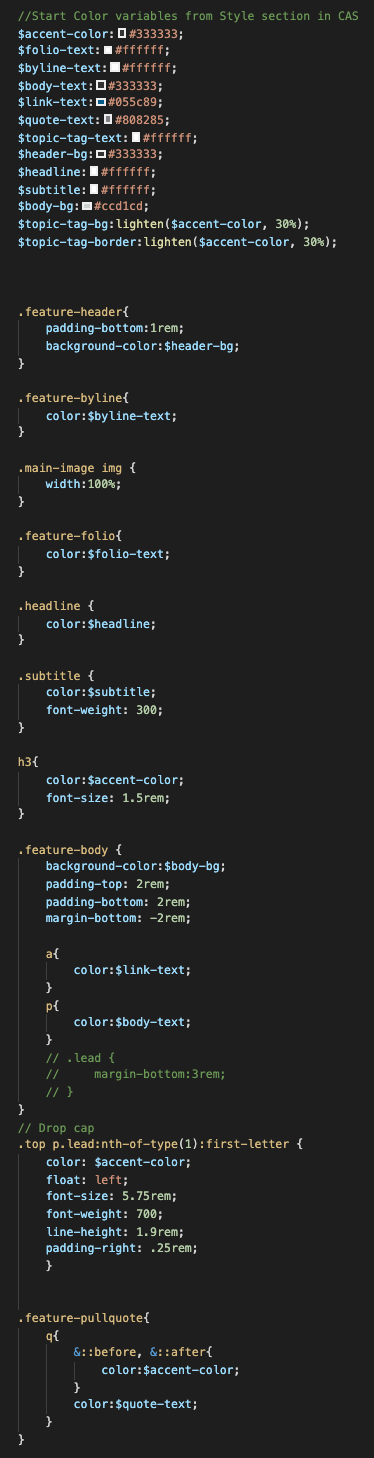 //Start Color variables from Style section in CAS
$accent-color:#333333;
$folio-text:#ffffff;
$byline-text:#ffffff;
$body-text:#333333;
$link-text:#055c89;
$quote-text:#808285;
$topic-tag-text:#ffffff;
$header-bg:#333333;
$headline:#ffffff;
$subtitle:#ffffff;
$body-bg:#ccd1cd;
$topic-tag-bg:lighten($accent-color, 30%);
$topic-tag-border:lighten($accent-color, 30%);
.feature-header{
padding-bottom:1rem;
background-color:$header-bg;
}
.feature-byline{
color:$byline-text;
}
.main-image img {
width:100%;
}
.feature-folio{
color:$folio-text;
}
.headline {
color:$headline;
}
.subtitle {
color:$subtitle;
font-weight: 300;
}
h3{
color:$accent-color;
font-size: 1.5rem;
}
.feature-body {
background-color:$body-bg;
padding-top: 2rem;
padding-bottom: 2rem;
margin-bottom: -2rem;
a{
color:$link-text;
}
p{
color:$body-text;
}
// .lead {
//     margin-bottom:3rem;
// }
}
// Drop cap
.top p.lead:nth-of-type(1):first-letter {
color: $accent-color;
float: left;
font-size: 5.75rem;
font-weight: 700;
line-height: 1.9rem;
padding-right: .25rem;
}
.feature-pullquote{
q{
&::before, &::after{
color:$accent-color;
}
color:$quote-text;
}
}